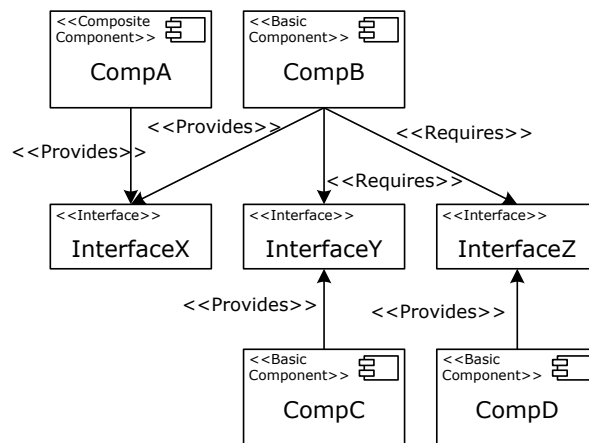 <<Composite
Component>>
CompA
<<Basic
Component>>
CompB
<<Provides>>
<<Provides>>
<<Requires>>
<<Requires>>
<<Interface>>
InterfaceX
<<Interface>>
InterfaceY
<<Interface>>
InterfaceZ
<<Provides>>
<<Provides>>
<<Basic
Component>>
CompC
<<Basic
Component>>
CompD